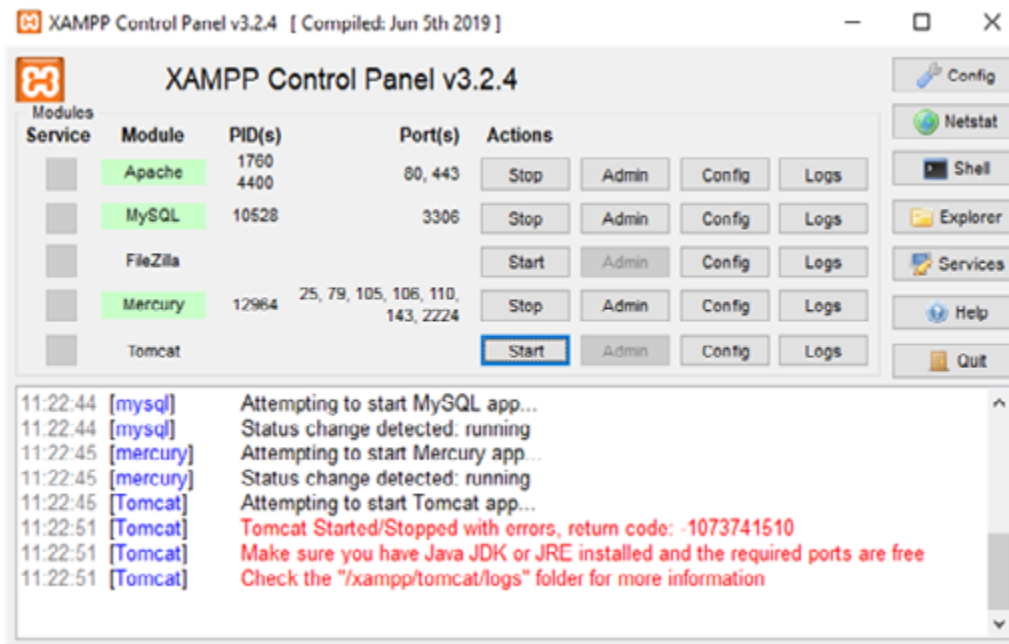 XAMPP Control Panel v3.2.4 [ Compiled: Jun 5th 2019 ]
XAMPP Control Panel v3.2.4
Config
Modules
Netstat
Service Module PID(s) Port(s) Actions
Apache 1760 4400 80, 443 Stop Admin Config Logs
Shell
MySQL 10528 3306 Stop Admin Config Logs
Explorer
FileZilla Start Admin Config Logs
Services
Mercury 12964 25, 79, 105, 106, 110, 143, 2224 Stop Admin Config Logs
Help
Tomcat Start Admin Config Logs
Quit
11:22:44 [mysql] Attempting to start MySQL app...
11:22:44 [mysql] Status change detected: running
11:22:45 [mercury] Attempting to start Mercury app...
11:22:45 [mercury] Status change detected: running
11:22:45 [Tomcat] Attempting to start Tomcat app...
11:22:51 [Tomcat] Tomcat Started/Stopped with errors, return code: -1073741510
11:22:51 [Tomcat] Make sure you have Java JDK or JRE installed and the required ports are free
11:22:51 [Tomcat] Check the "/xampp/tomcat/logs" folder for more information